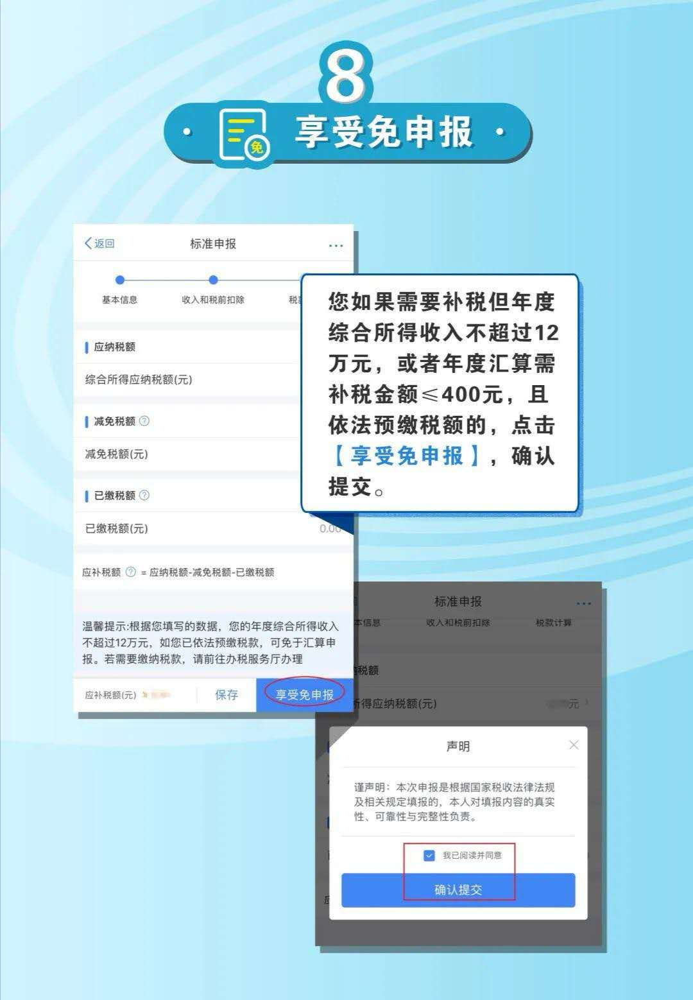 8
免
享受免申报
返回
标准申报
...
基本信息
收入和税前扣除
您如果需要补税但年度
综合所得收入不超过12
万元，或者年度汇算需
补税金额≤400元，且
依法预缴税额的，点击
【享受免申报】，确认
提交。
应纳税额
综合所得应纳税额(元)
减免税额?
减免税额(元)
已缴税额?
已缴税额(元)
0.00
应补税额 ? = 应纳税额-减免税额-已缴税额
温馨提示:根据您填写的数据，您的年度综合所得收入
不超过12万元，如您已依法预缴税款，可免于汇算申
报。若需要缴纳税款，请前往办税服务厅办理
应补税额(元)
保存
享受免申报
标准申报
...
本信息
收入和税前扣除
税款计算
税额
所得应纳税额(元)
元
声明
谨声明：本次申报是根据国家税收法律法规
及相关规定填报的，本人对填报内容的真实
性、可靠性与完整性负责。
我已阅读并同意
确认提交